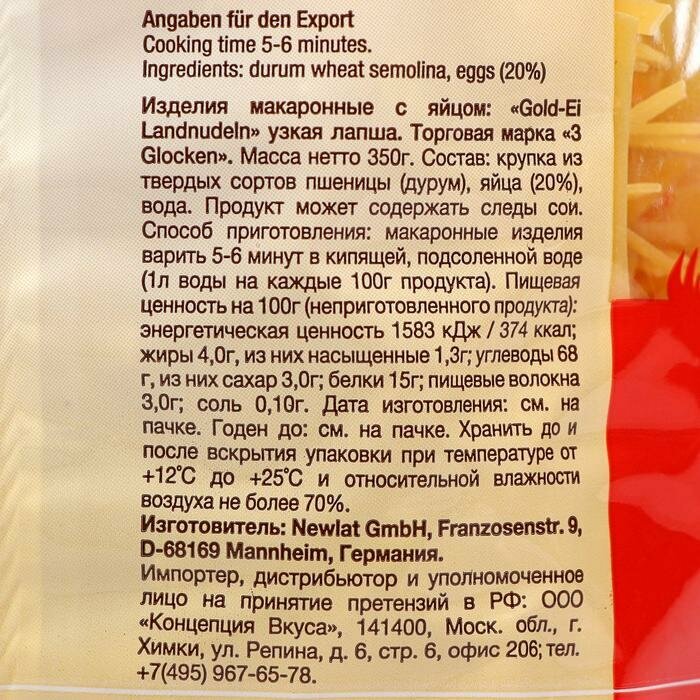 Angaben für den Export
Cooking time 5-6 minutes.
Ingredients: durum wheat semolina, eggs (20%)
Изделия макаронные с яйцом: «Gold-Ei
Landnudeln» узкая лапша. Торговая марка «3
Glocken». Масса нетто 350г. Состав: крупка из
твердых сортов пшеницы (дурум), яйца (20%),
вода. Продукт может содержать следы сои.
Способ приготовления: макаронные изделия
варить 5-6 минут в кипящей, подсоленной воде
(1л воды на каждые 100г продукта). Пищевая
ценность на 100г (неприготовленного продукта):
энергетическая ценность 1583 кДж / 374 ккал;
жиры 4,0г, из них насыщенные 1,3г; углеводы 68
г, из них сахар 3,0г; белки 15г; пищевые волокна
3,0г; соль 0,10г. Дата изготовления: см. на
пачке. Годен до: см. на пачке. Хранить до и
после вскрытия упаковки при температуре от
+12°C до +25°C и относительной влажности
воздуха не более 70%.
Изготовитель: Newlat GmbH, Franzosenstr. 9,
D-68169 Mannheim, Германия.
Импортер, дистрибьютор и уполномоченное
лицо на принятие претензий в РФ: ООО
«Концепция Вкуса», 141400, Моск. обл., г.
Химки, ул. Репина, д. 6, стр. 6, офис 206; тел.
+7(495) 967-65-78.